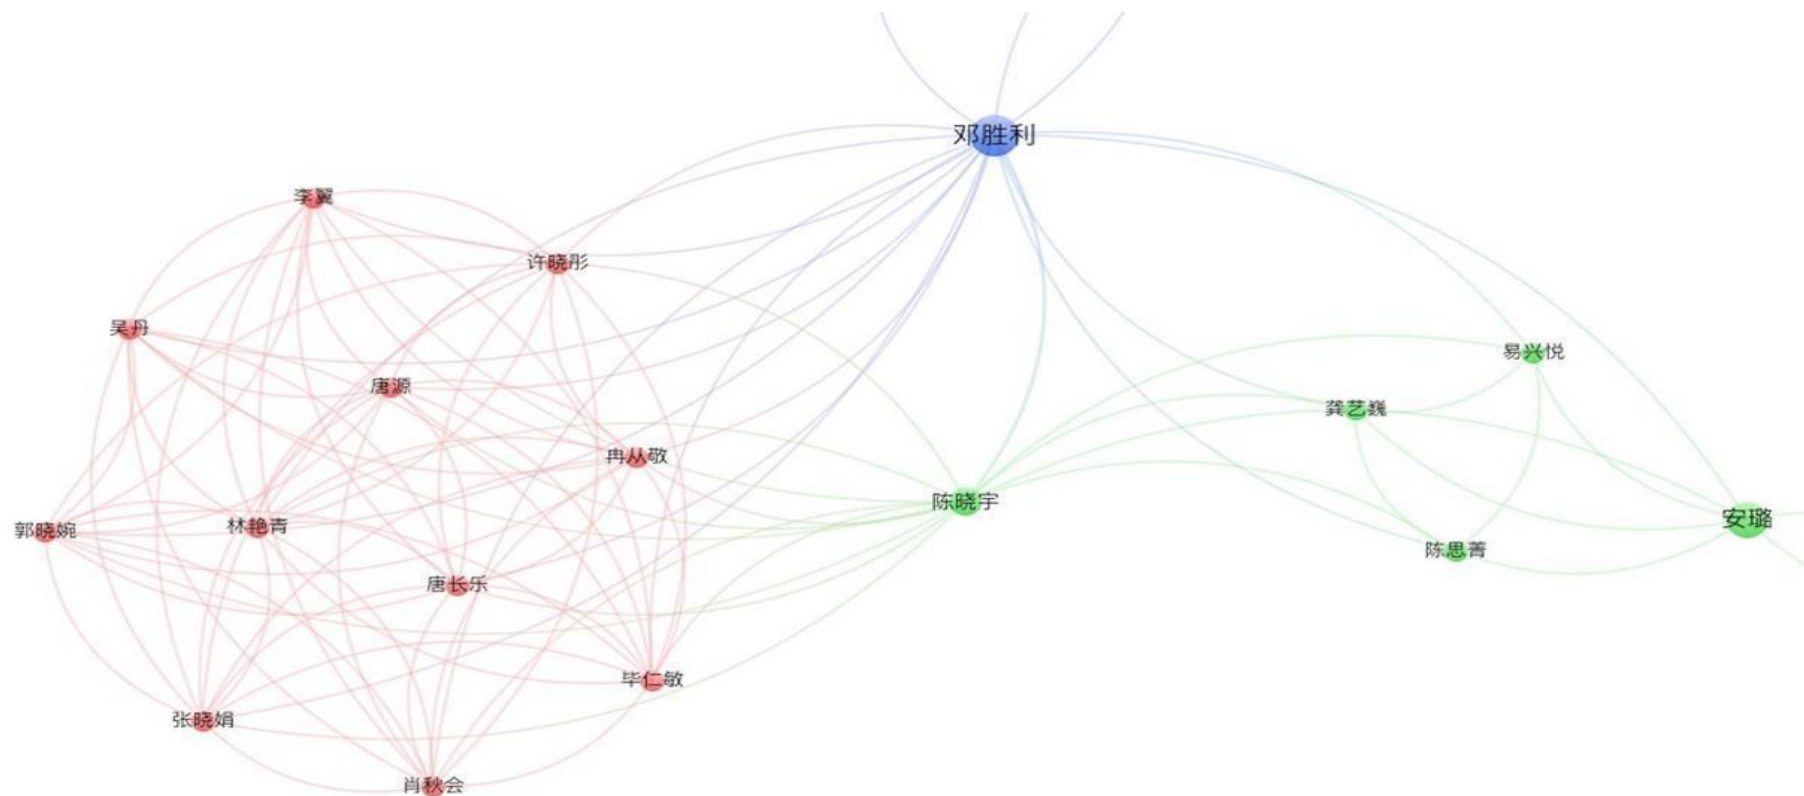 邓胜利
李翼
许晓彤
吴丹
易兴悦
唐源
龚艺巍
冉从敬
陈晓宇
安璐
林艳青
郭晓婉
陈思菁
唐长乐
毕仁敏
张晓娟
肖秋会